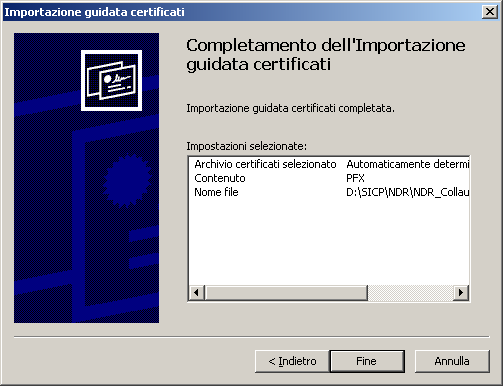 Importazione guidata certificati
Completamento dell'Importazione
guidata certificati
Importazione guidata certificati completata.
Impostazioni selezionate:
Archivio certificati selezionato Automaticamente determi
Contenuto PFX
Nome file D:\SICP\NDR\NDR_Collau
< Indietro Fine Annulla